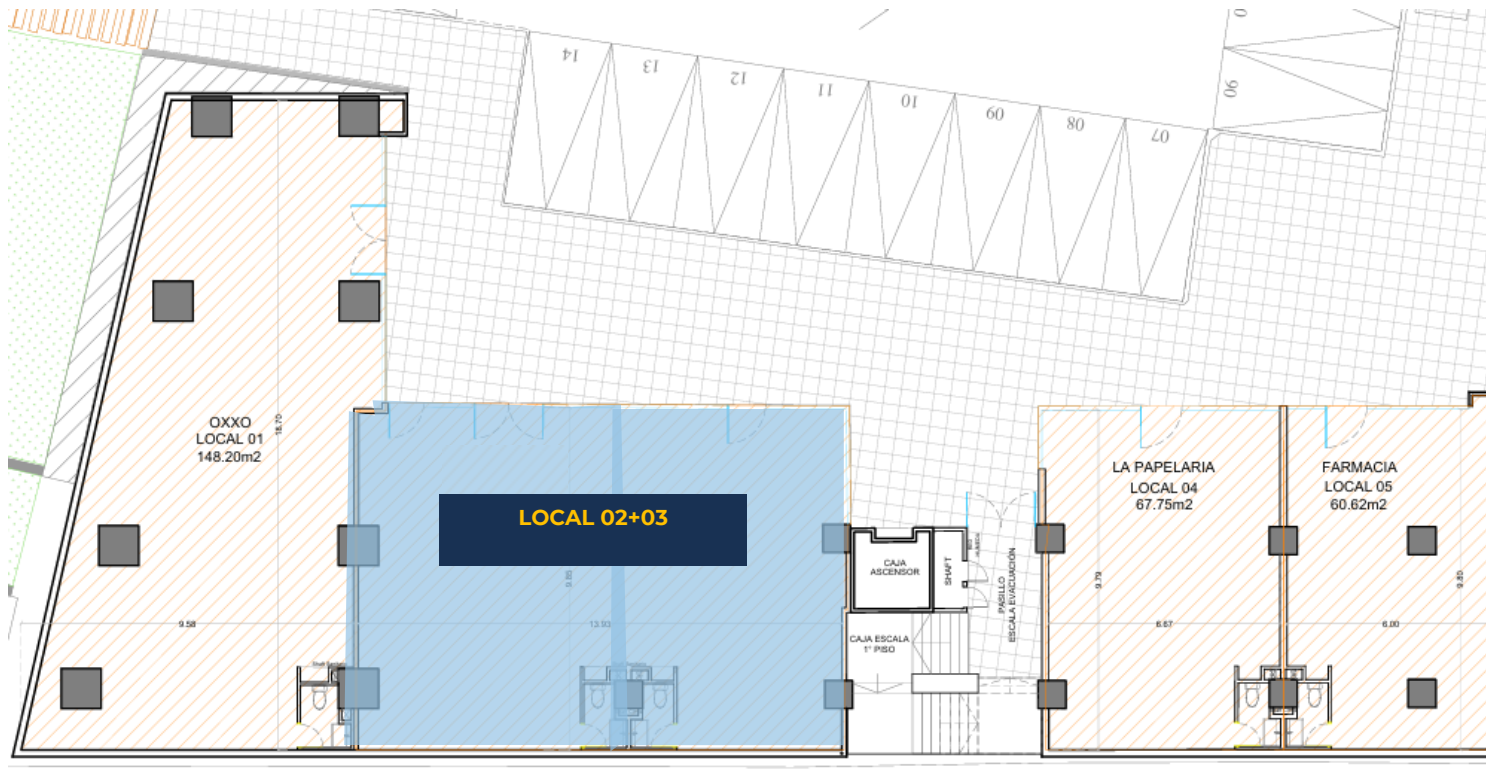 14
13
12
11
10
09
08
07
06
0
OXXO
LOCAL 01
148.20m2
18.70
LOCAL 02+03
LA PAPELARIA
LOCAL 04
67.75m2
FARMACIA
LOCAL 05
60.62m2
CAJA
ASCENSOR
SHAFT
PASILLO
ESCALA EVACUACIÓN
9.85
9.79
9.80
9.58
13.93
CAJA ESCALA
1° PISO
6.67
6.00